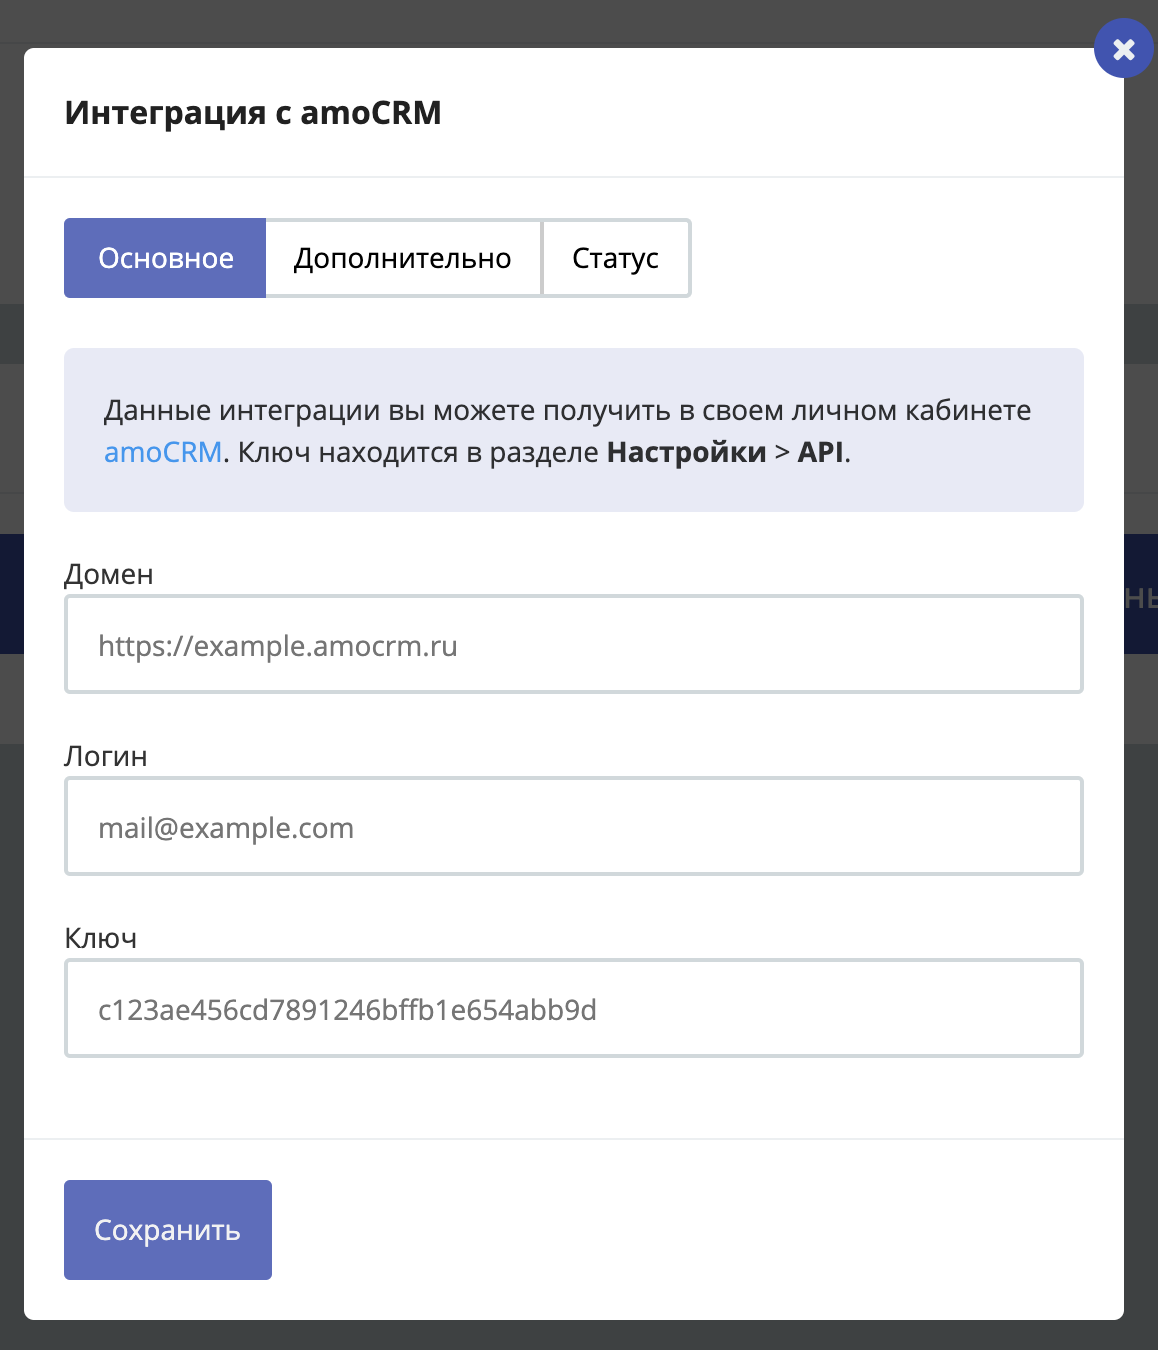 Интеграция с amoCRM
Основное Дополнительно Статус
Данные интеграции вы можете получить в своем личном кабинете
amoCRM. Ключ находится в разделе Настройки > API.
Домен
https://example.amocrm.ru
Логин
mail@example.com
Ключ
c123ae456cd7891246bffb1e654abb9d
Сохранить